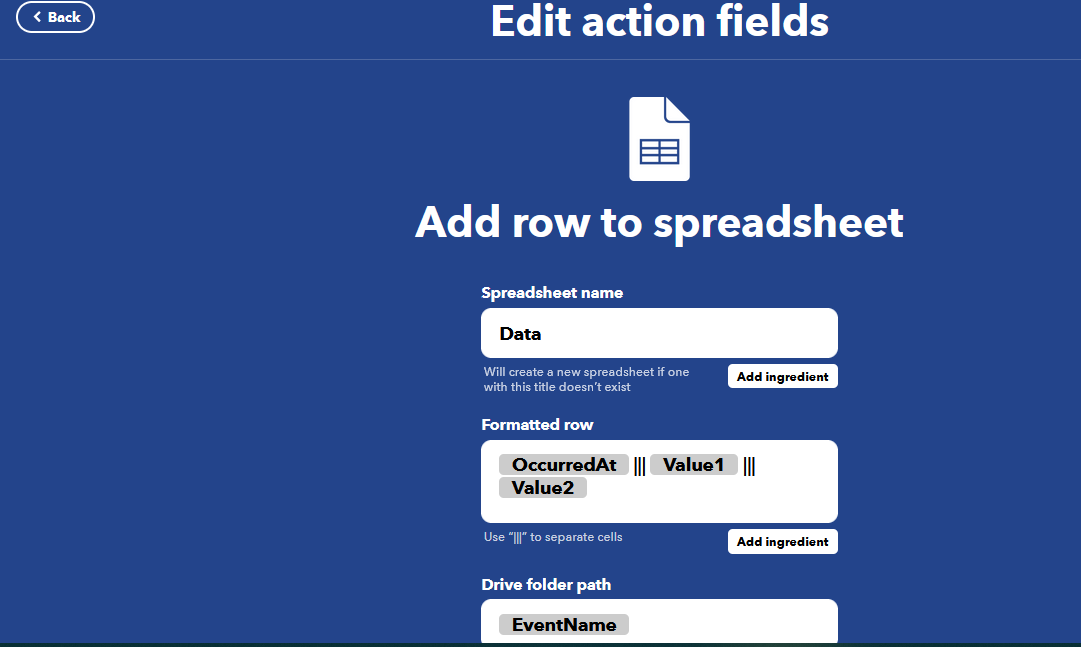 Back
Edit action fields
Add row to spreadsheet
Spreadsheet name
Data
Will create a new spreadsheet if one
with this title doesn't exist
Add ingredient
Formatted row
OccurredAt ||| Value1 |||
Value2
Use "|||" to separate cells
Add ingredient
Drive folder path
EventName